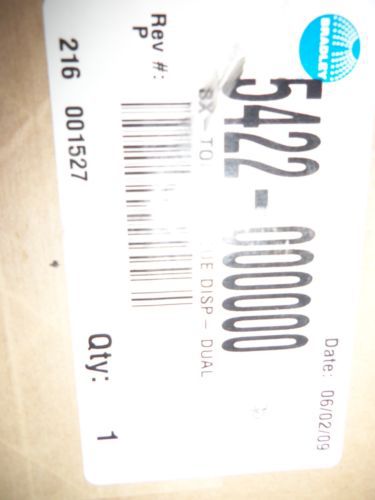 BRADLEY
Date: 06/02/09
5422-000000
DISP- DUAL
Rev #:
P
Qty: 1
216 001527